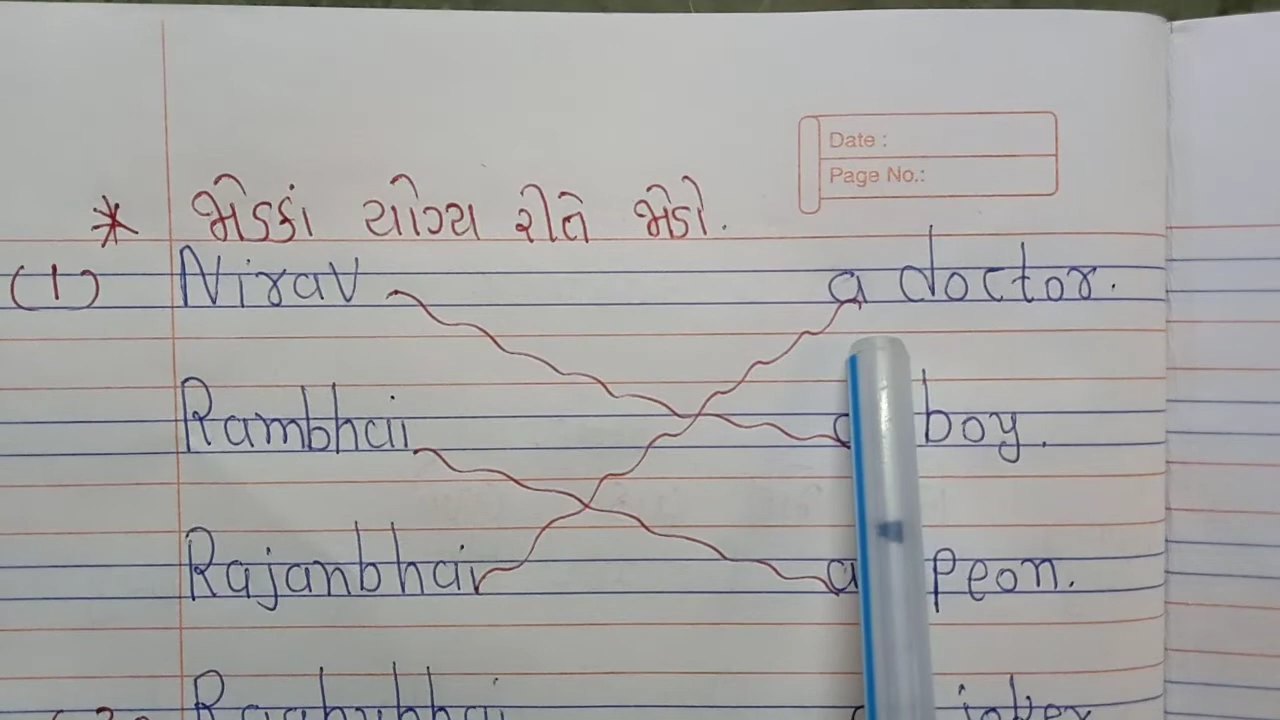 Date :
Page No.:
* જોડકાં યોગ્ય રીતે જોડો.
(1) Nirav a doctor.
Rambhai a boy.
Rajanbhai a peon.